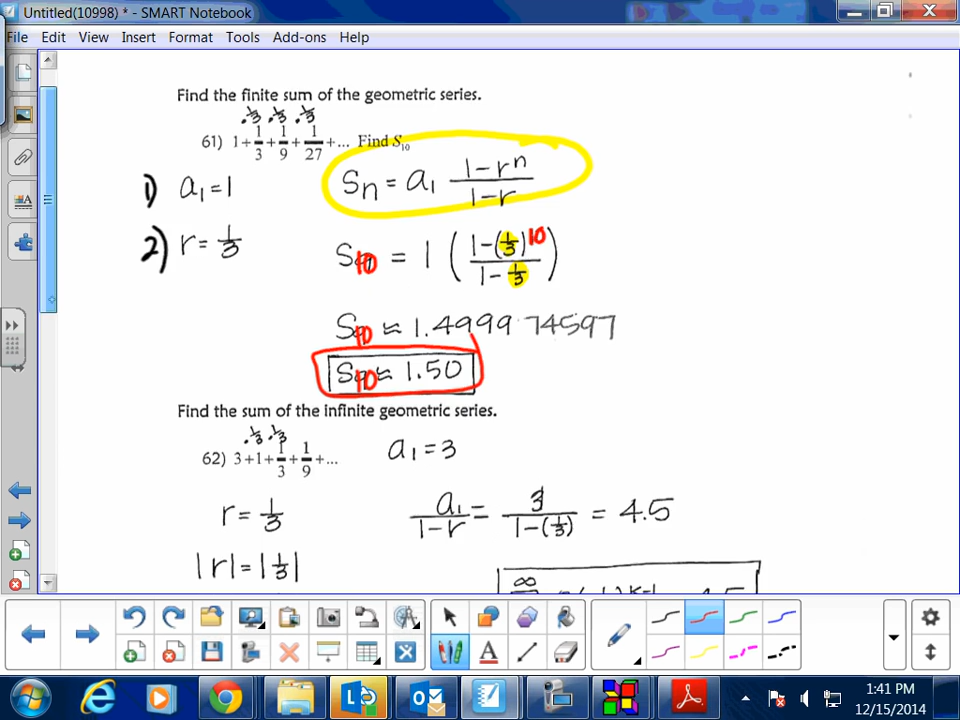 Untitled(10998) * - SMART Notebook
File Edit View Insert Format Tools Add-ons Help
Find the finite sum of the geometric series.
·⅓ ·⅓ ·⅓
61) 1 + 1/3 + 1/9 + 1/27 + ... Find S₁₀
1) a₁ = 1
Sₙ = a₁ (1-rⁿ)/(1-r)
2) r = 1/3
S10 = 1 ( (1-(1/3)^10)/(1-1/3) )
S10 ≈ 1.499974597
S10 ≈ 1.50
Find the sum of the infinite geometric series.
·⅓ ·⅓
62) 3 + 1 + 1/3 + 1/9 + ...
a₁ = 3
r = 1/3
a₁/(1-r) = 3/(1-(1/3)) = 4.5
|r| = |1/3|
1:41 PM
12/15/2014